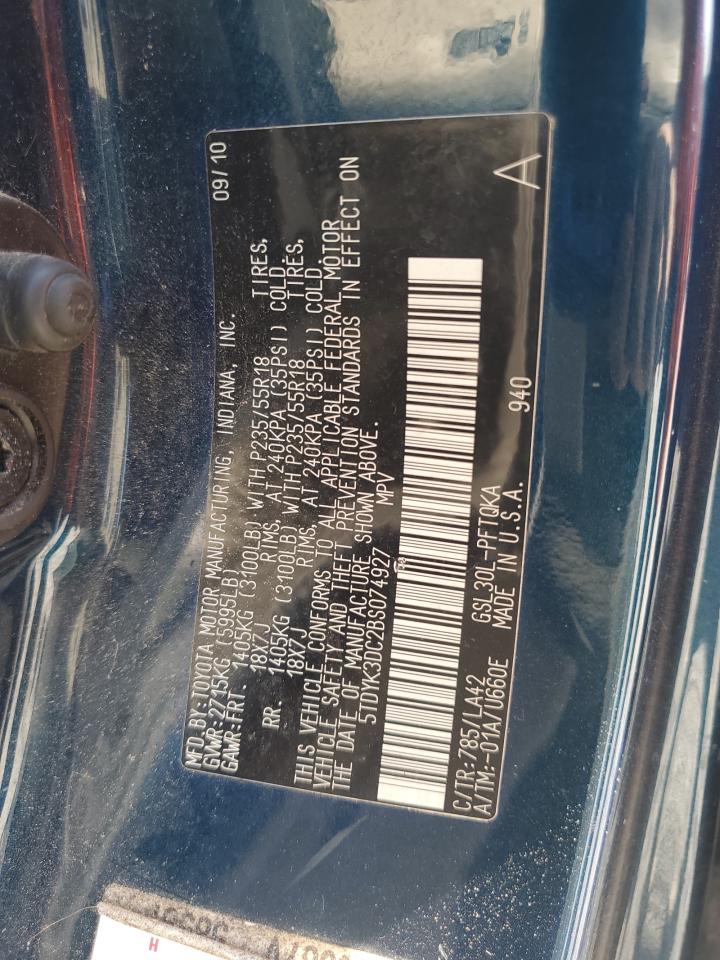 MFD.BY:TOYOTA MOTOR MANUFACTURING, INDIANA, INC. 09/10
GVWR:2715KG (5995LB)
GAWR:FRT. 1405KG (3100LB) WITH P235/55R18 TIRES,
18X7J RIMS, AT 240KPA (35PSI) COLD.
RR. 1405KG (3100LB) WITH P235/55R18 TIRES,
18X7J RIMS, AT 240KPA (35PSI) COLD.
THIS VEHICLE CONFORMS TO ALL APPLICABLE FEDERAL MOTOR
VEHICLE SAFETY AND THEFT PREVENTION STANDARDS IN EFFECT ON
THE DATE OF MANUFACTURE SHOWN ABOVE.
5TDYK3DC2BS074927 MPV
C/TR:785/LA42 GSL30L-PFTQKA 940
A/TM:-01A/U660E MADE IN U.S.A. A
H